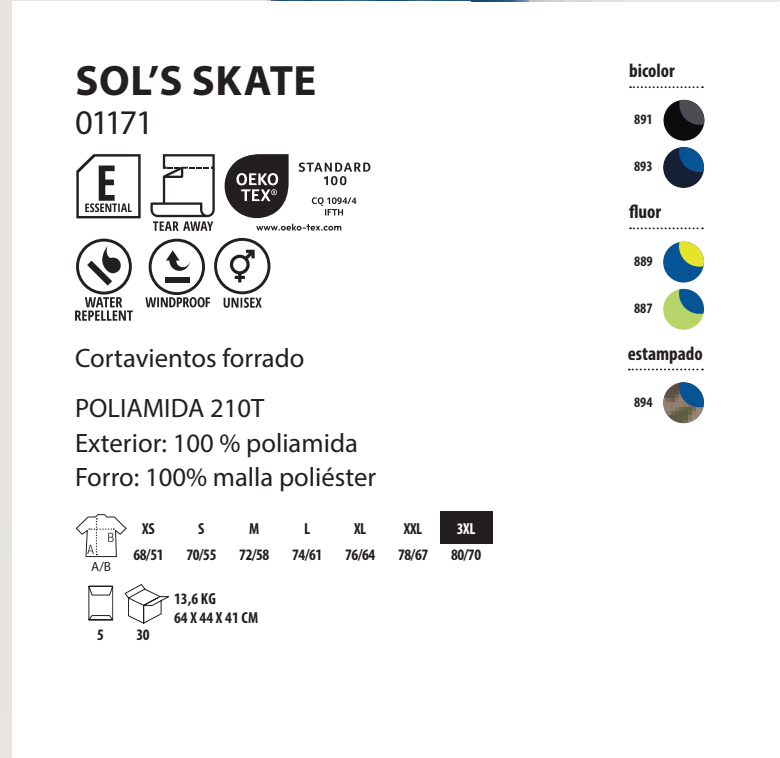 SOL'S SKATE
01171
E
ESSENTIAL
TEAR AWAY
OEKO
TEX®
STANDARD
100
CQ 1094/4
IFTH
www.oeko-tex.com
WATER
REPELLENT
WINDPROOF
UNISEX
Cortavientos forrado
POLIAMIDA 210T
Exterior: 100 % poliamida
Forro: 100% malla poliéster
A B
A/B
XS S M L XL XXL 3XL
68/51 70/55 72/58 74/61 76/64 78/67 80/70
13,6 KG
64 X 44 X 41 CM
5 30
bicolor
891
893
fluor
889
887
estampado
894